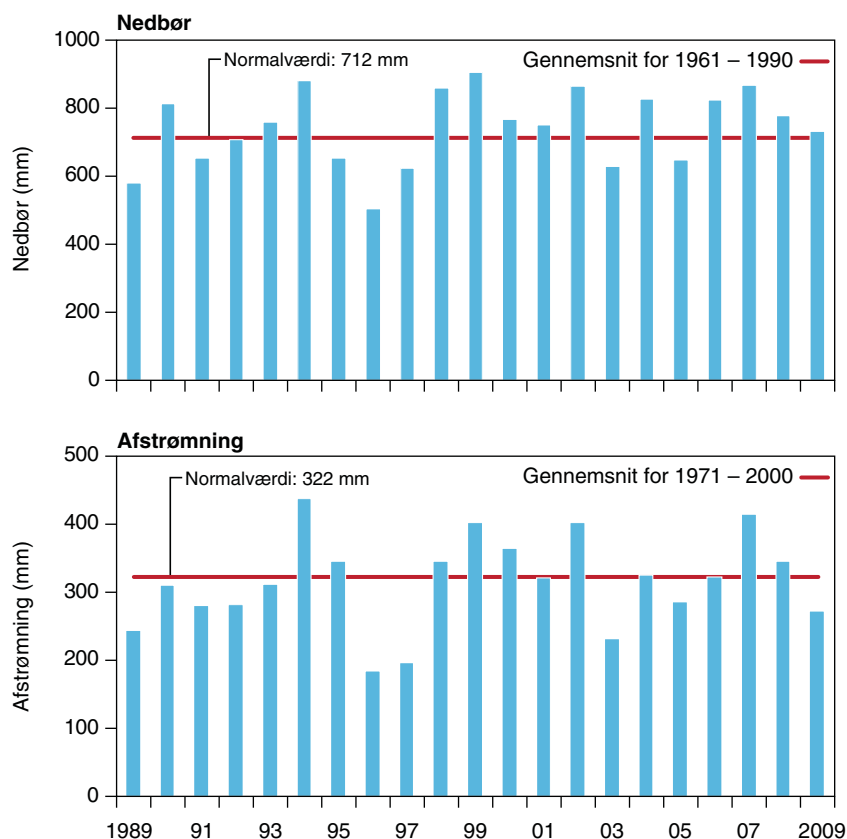 Nedbør
1000
Normalværdi: 712 mm
Gennemsnit for 1961 – 1990
800
600
400
200
0
Nedbør (mm)
Afstrømning
500
Normalværdi: 322 mm
Gennemsnit for 1971 – 2000
400
300
200
100
0
Afstrømning (mm)
1989 91 93 95 97 99 01 03 05 07 2009